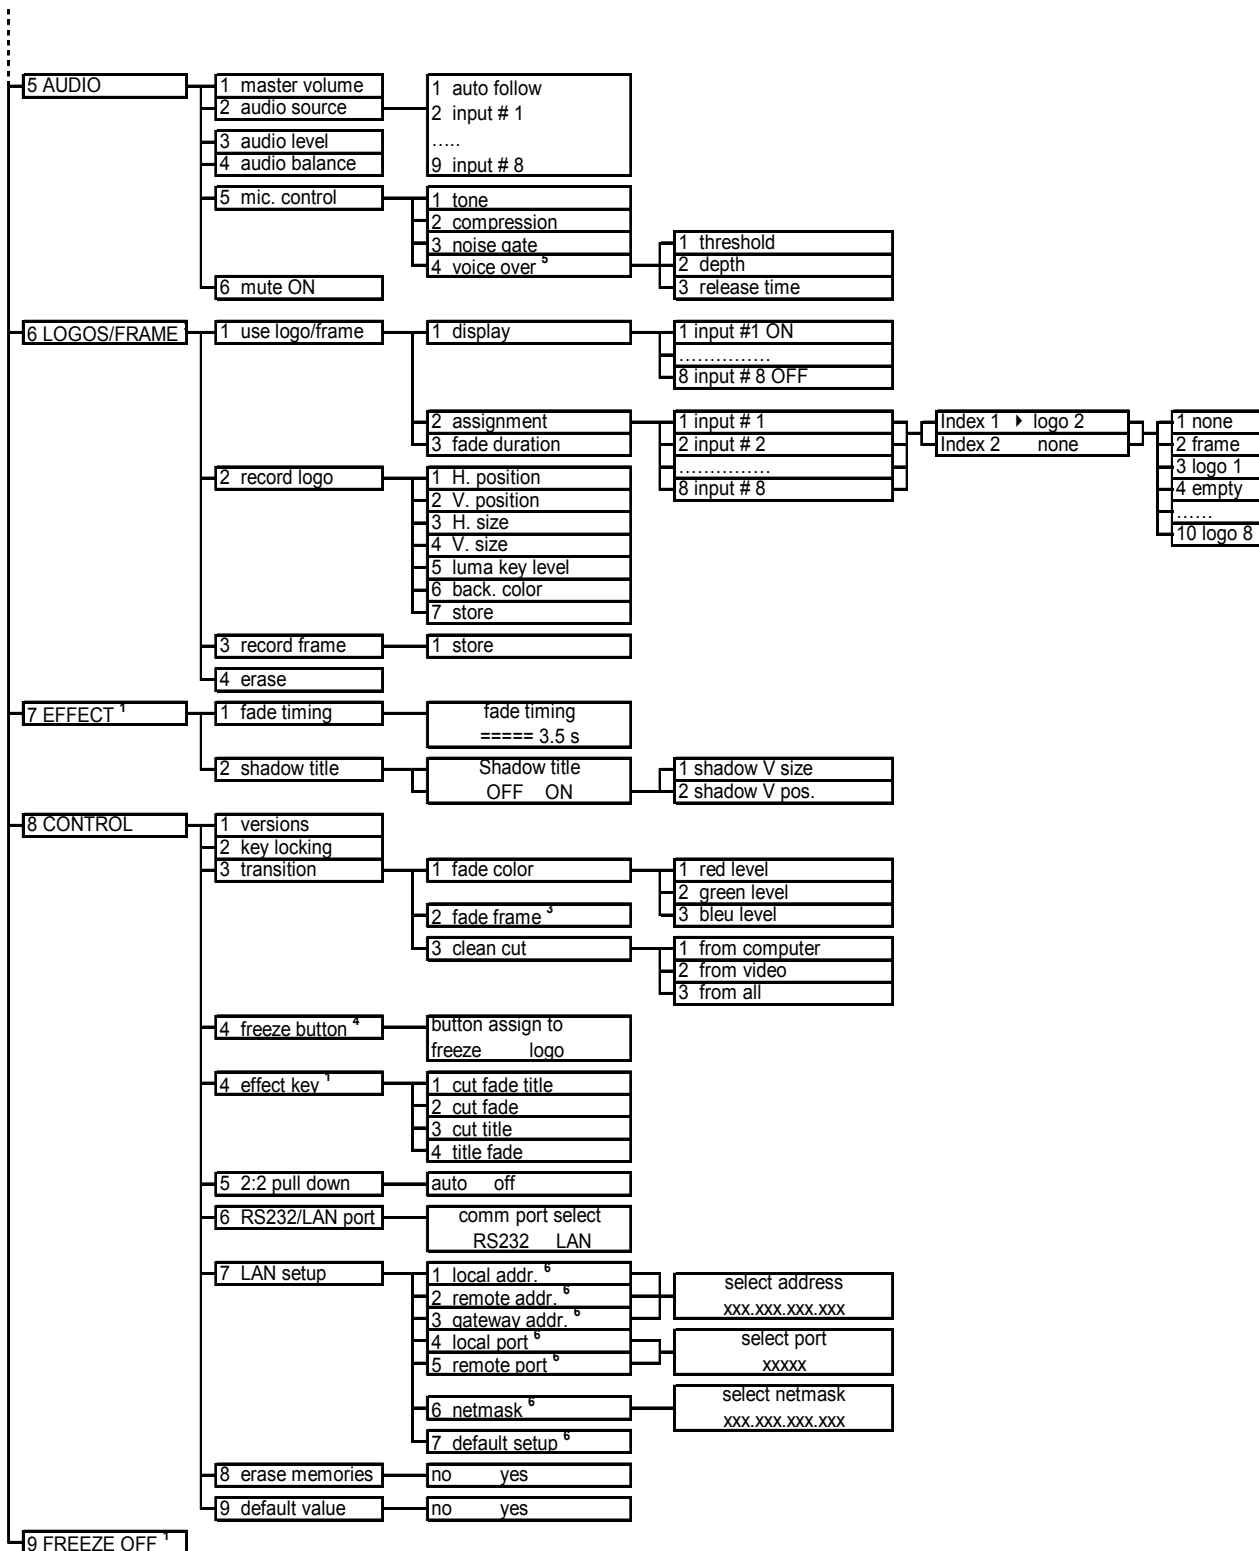 5 AUDIO
1 master volume
2 audio source
1 auto follow
2 input # 1
.....
9 input # 8
3 audio level
4 audio balance
5 mic. control
1 tone
2 compression
3 noise gate
4 voice over 5
1 threshold
2 depth
3 release time
6 mute ON
6 LOGOS/FRAME
1 use logo/frame
1 display
1 input #1 ON
...............
8 input # 8 OFF
2 assignment
3 fade duration
1 input # 1
2 input # 2
...............
8 input # 8
Index 1 ▸ logo 2
Index 2 none
1 none
2 frame
3 logo 1
4 empty
......
10 logo 8
2 record logo
1 H. position
2 V. position
3 H. size
4 V. size
5 luma key level
6 back. color
7 store
3 record frame
1 store
4 erase
7 EFFECT 1
1 fade timing
fade timing
===== 3.5 s
2 shadow title
Shadow title
OFF ON
1 shadow V size
2 shadow V pos.
8 CONTROL
1 versions
2 key locking
3 transition
1 fade color
1 red level
2 green level
3 bleu level
2 fade frame 3
3 clean cut
1 from computer
2 from video
3 from all
4 freeze button 4
button assign to
freeze logo
4 effect key 1
1 cut fade title
2 cut fade
3 cut title
4 title fade
5 2:2 pull down
auto off
6 RS232/LAN port
comm port select
RS232 LAN
7 LAN setup
1 local addr. 6
2 remote addr. 6
3 gateway addr. 6
4 local port 6
5 remote port 6
select address
xxx.xxx.xxx.xxx
select port
xxxxx
6 netmask 6
select netmask
xxx.xxx.xxx.xxx
7 default setup 6
8 erase memories
no yes
9 default value
no yes
9 FREEZE OFF 1